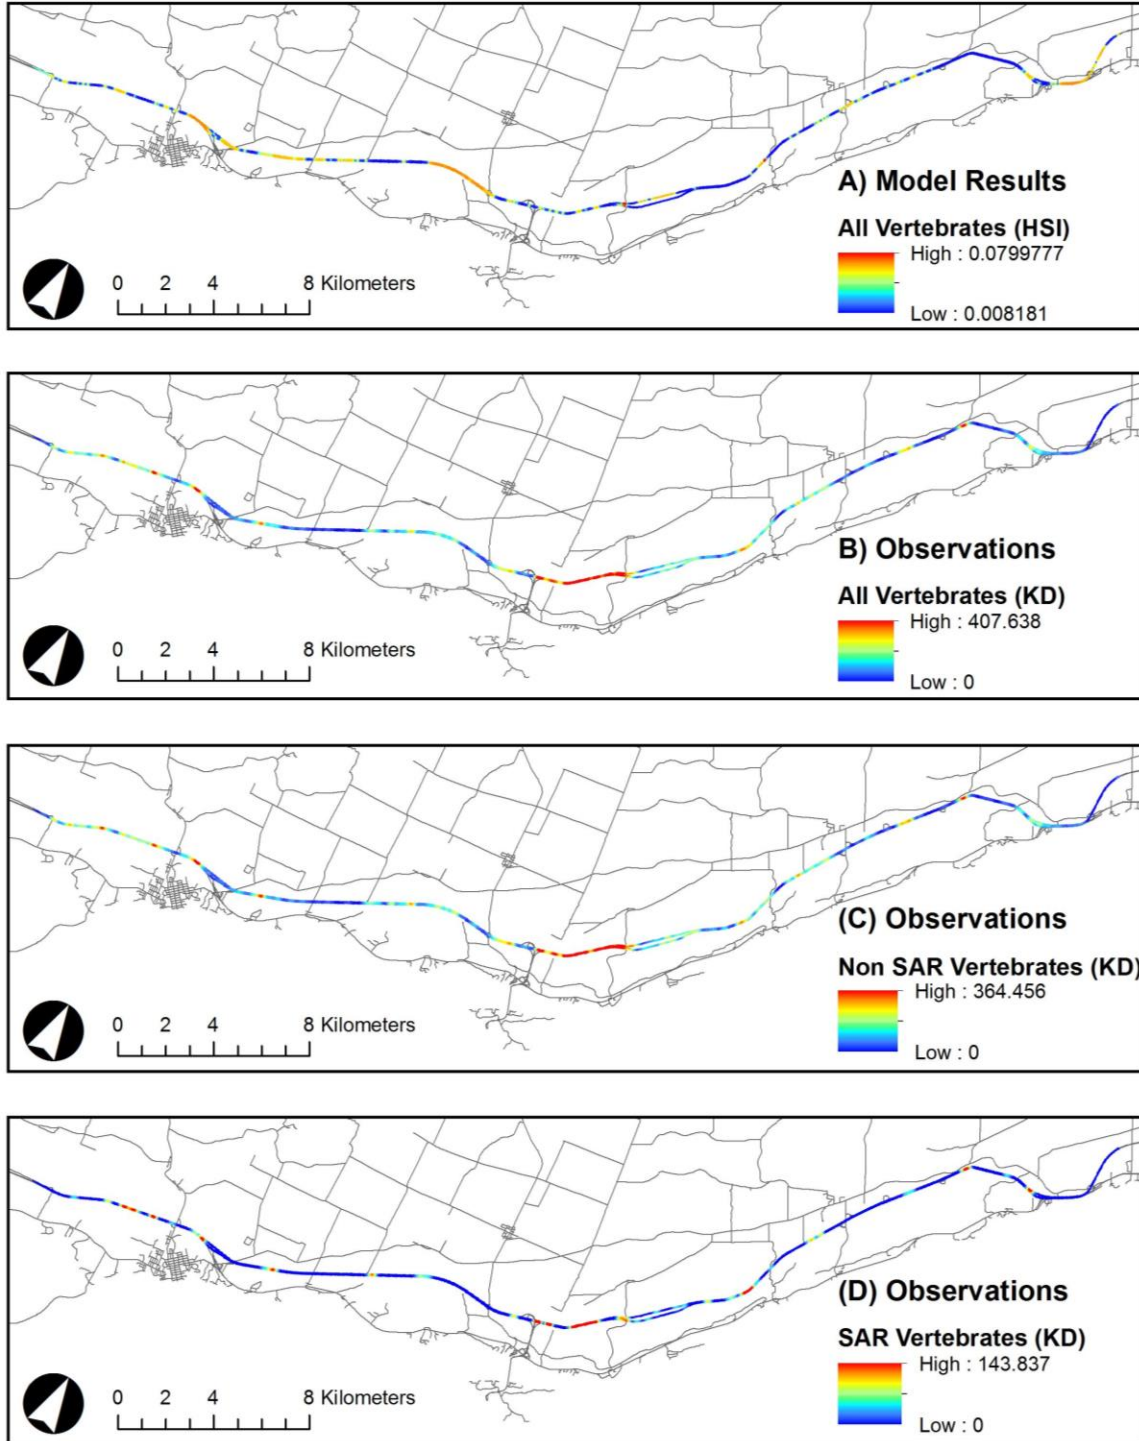 A) Model Results
All Vertebrates (HSI)
High : 0.0799777
Low : 0.008181
0 2 4 8 Kilometers
B) Observations
All Vertebrates (KD)
High : 407.638
Low : 0
0 2 4 8 Kilometers
(C) Observations
Non SAR Vertebrates (KD)
High : 364.456
Low : 0
0 2 4 8 Kilometers
(D) Observations
SAR Vertebrates (KD)
High : 143.837
Low : 0
0 2 4 8 Kilometers